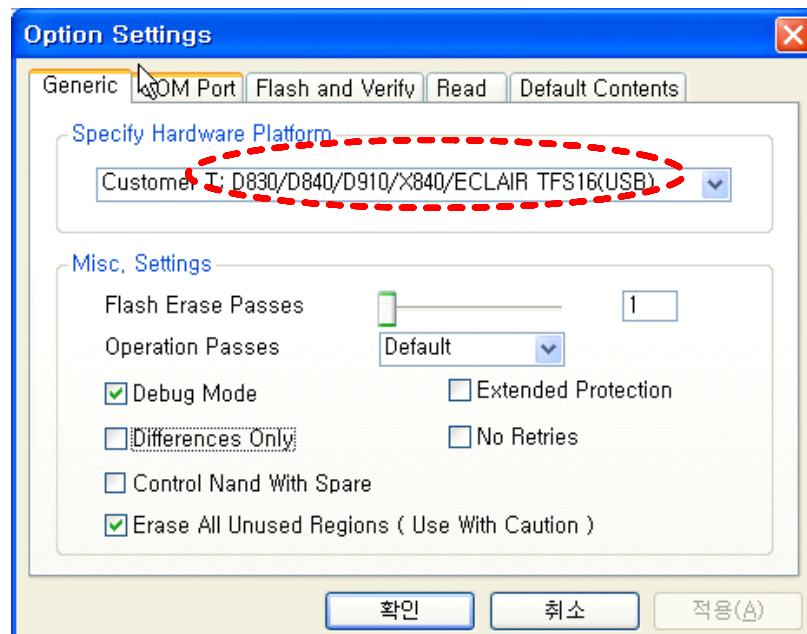 Option Settings
Generic OM Port Flash and Verify Read Default Contents
Specify Hardware Platform
Customer T: D830/D840/D910/X840/ECLAIR TFS16(USB)
Misc, Settings
Flash Erase Passes 1
Operation Passes Default
Debug Mode Extended Protection
Differences Only No Retries
Control Nand With Spare
Erase All Unused Regions ( Use With Caution )
확인 취소 적용(A)